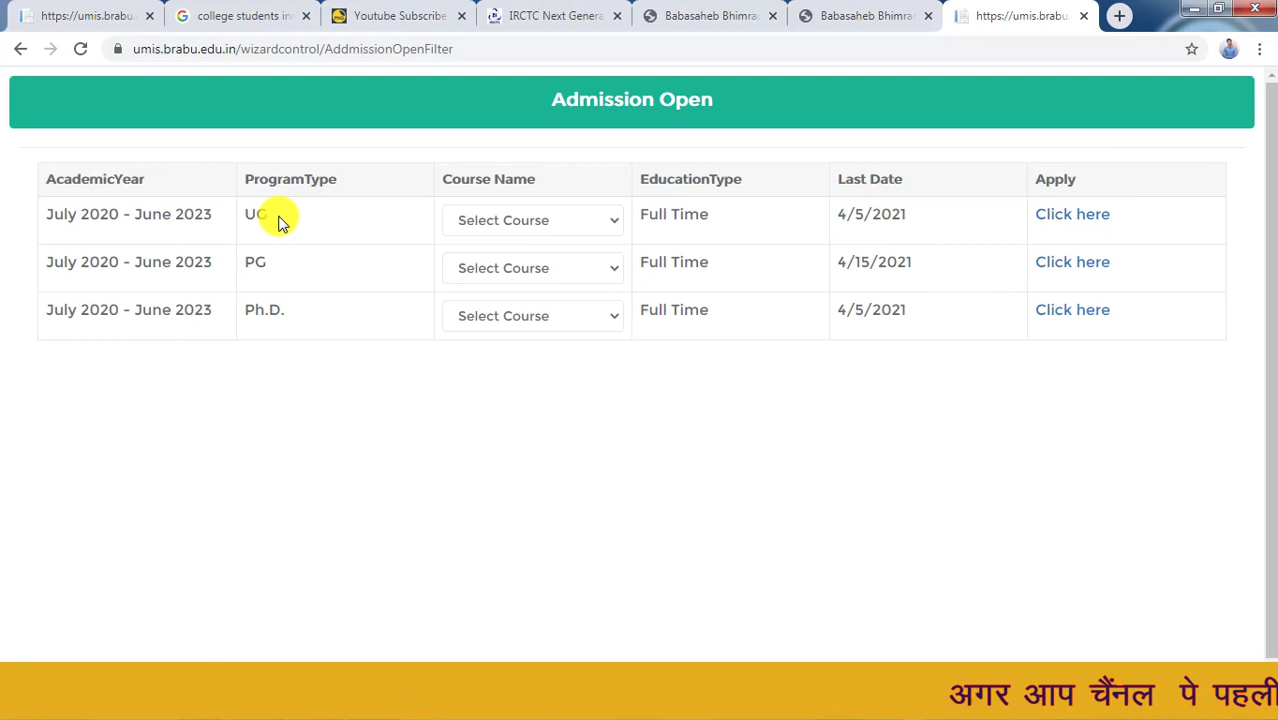 https://umis.brabu
college students in
Youtube Subscribe
IRCTC Next Genera
Babasaheb Bhimra
Babasaheb Bhimra
https://umis.brabu
umis.brabu.edu.in/wizardcontrol/AddmissionOpenFilter
Admission Open
AcademicYear ProgramType Course Name EducationType Last Date Apply
July 2020 - June 2023 UG Select Course Full Time 4/5/2021 Click here
July 2020 - June 2023 PG Select Course Full Time 4/15/2021 Click here
July 2020 - June 2023 Ph.D. Select Course Full Time 4/5/2021 Click here
अगर आप चैंनल पे पहली